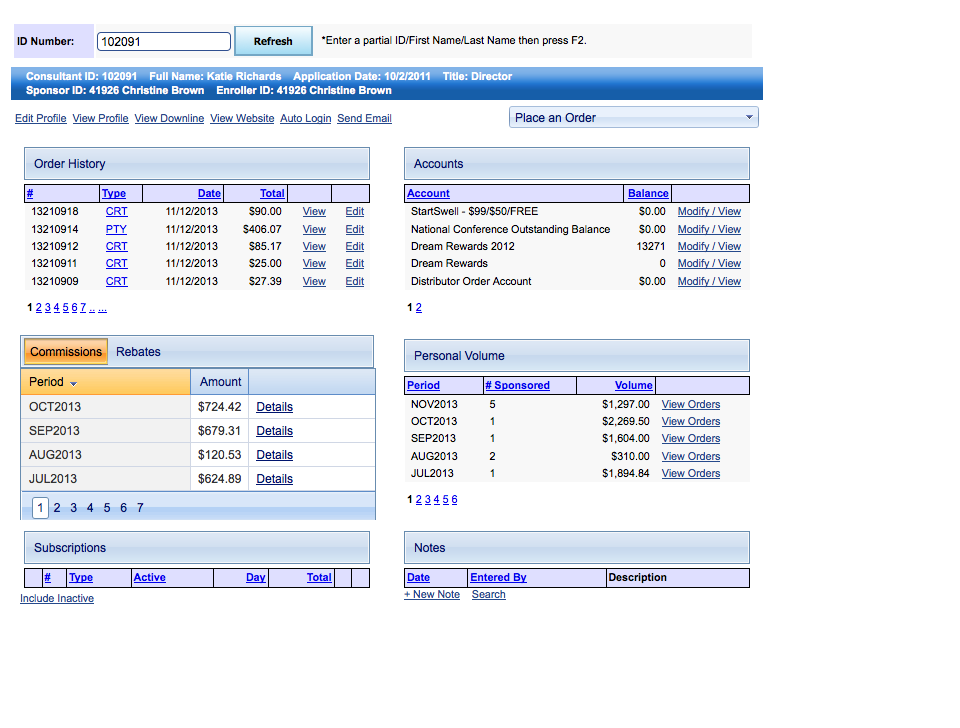 ID Number: 102091 Refresh *Enter a partial ID/First Name/Last Name then press F2.
Consultant ID: 102091 Full Name: Katie Richards Application Date: 10/2/2011 Title: Director
Sponsor ID: 41926 Christine Brown Enroller ID: 41926 Christine Brown
Edit Profile View Profile View Downline View Website Auto Login Send Email Place an Order
Order History
# Type Date Total
13210918 CRT 11/12/2013 $90.00 View Edit
13210914 PTY 11/12/2013 $406.07 View Edit
13210912 CRT 11/12/2013 $85.17 View Edit
13210911 CRT 11/12/2013 $25.00 View Edit
13210909 CRT 11/12/2013 $27.39 View Edit
1 2 3 4 5 6 7 .. ...
Accounts
Account Balance
StartSwell - $99/$50/FREE $0.00 Modify / View
National Conference Outstanding Balance $0.00 Modify / View
Dream Rewards 2012 13271 Modify / View
Dream Rewards 0 Modify / View
Distributor Order Account $0.00 Modify / View
1 2
Commissions Rebates
Period Amount
OCT2013 $724.42 Details
SEP2013 $679.31 Details
AUG2013 $120.53 Details
JUL2013 $624.89 Details
1 2 3 4 5 6 7
Personal Volume
Period # Sponsored Volume
NOV2013 5 $1,297.00 View Orders
OCT2013 1 $2,269.50 View Orders
SEP2013 1 $1,604.00 View Orders
AUG2013 2 $310.00 View Orders
JUL2013 1 $1,894.84 View Orders
1 2 3 4 5 6
Subscriptions
# Type Active Day Total
Include Inactive
Notes
Date Entered By Description
+ New Note Search